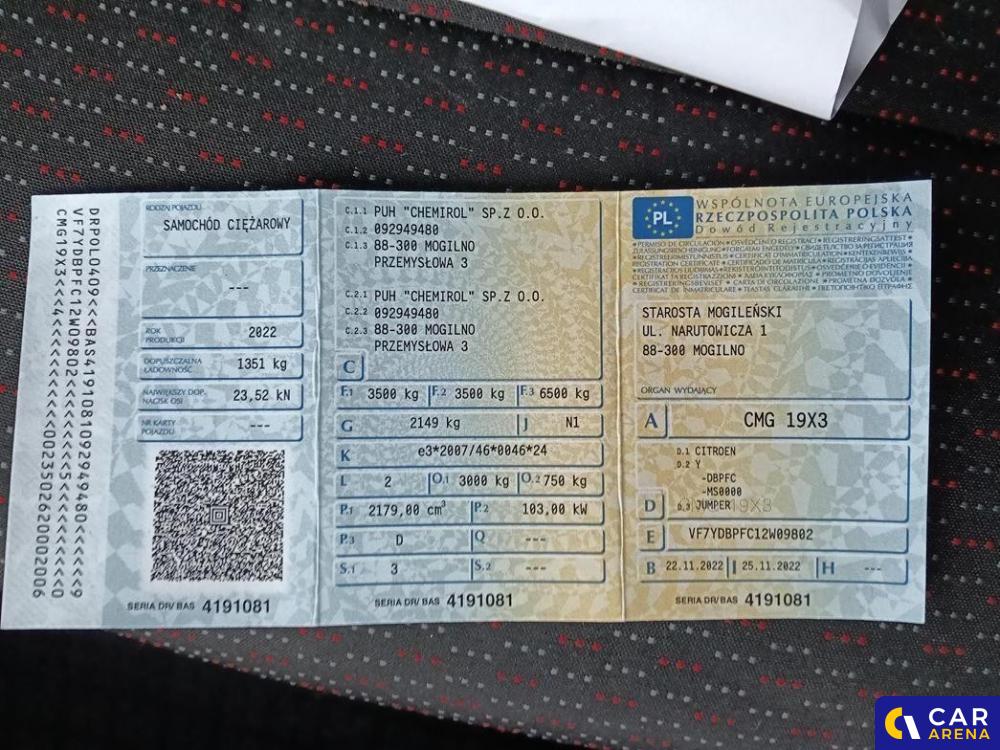 DRPOL0409<<BAS41910810929494800<<<<<9
VF7YDBPFC12W09802<<<<<<
CMG19X3<<4<<<
RODZAJ POJAZDU
SAMOCHÓD CIĘŻAROWY
PRZEZNACZENIE
---
ROK PRODUKCJI
2022
DOPUSZCZALNA ŁADOWNOŚĆ
1351 kg
NAJWIĘKSZY DOP. NACISK OSI
23,52 kN
NR KARTY POJAZDU
---
SERIA DR/BAS 4191081
C.1.1 PUH "CHEMIROL" SP.Z O.O.
C.1.2 092949480
C.1.3 88-300 MOGILNO
PRZEMYSŁOWA 3
C.2.1 PUH "CHEMIROL" SP.Z O.O.
C.2.2 092949480
C.2.3 88-300 MOGILNO
PRZEMYSŁOWA 3
C
F.1 3500 kg F.2 3500 kg F.3 6500 kg
G 2149 kg J N1
K e3*2007/46*0046*24
L 2 O.1 3000 kg O.2 750 kg
P.1 2179,00 cm³ P.2 103,00 kW
P.3 D Q ---
S.1 3 S.2 ---
SERIA DR/BAS 4191081
PL
WSPÓLNOTA EUROPEJSKA
RZECZPOSPOLITA POLSKA
Dowód Rejestracyjny
STAROSTA MOGILEŃSKI
UL. NARUTOWICZA 1
88-300 MOGILNO
ORGAN WYDAJĄCY
A CMG 19X3
D.1 CITROEN
D.2 Y
-DBPFC
-MS0000
D D.3 JUMPER
E VF7YDBPFC12W09802
B 22.11.2022 I 25.11.2022 H ---
SERIA DR/BAS 4191081
CAR
ARENA